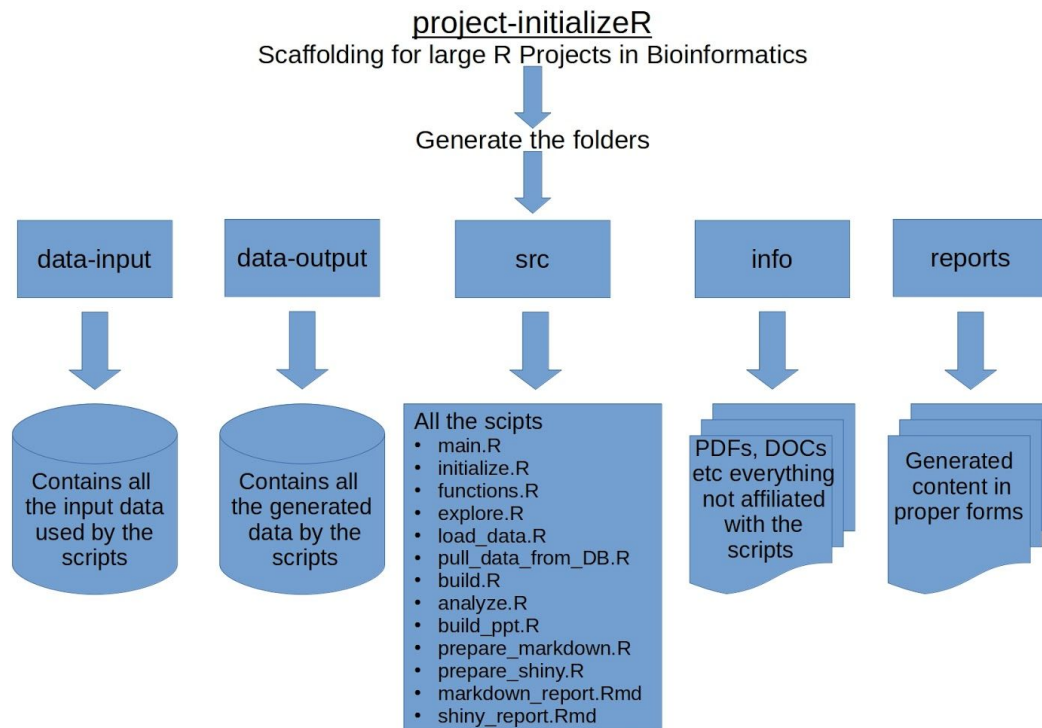 project-initializeR
Scaffolding for large R Projects in Bioinformatics
Generate the folders
data-input
data-output
src
info
reports
Contains all
the input data
used by the
scripts
Contains all
the generated
data by the
scripts
All the scipts
• main.R
• initialize.R
• functions.R
• explore.R
• load_data.R
• pull_data_from_DB.R
• build.R
• analyze.R
• build_ppt.R
• prepare_markdown.R
• prepare_shiny.R
• markdown_report.Rmd
• shiny_report.Rmd
PDFs, DOCs
etc everything
not affiliated
with the
scripts
Generated
content in
proper forms